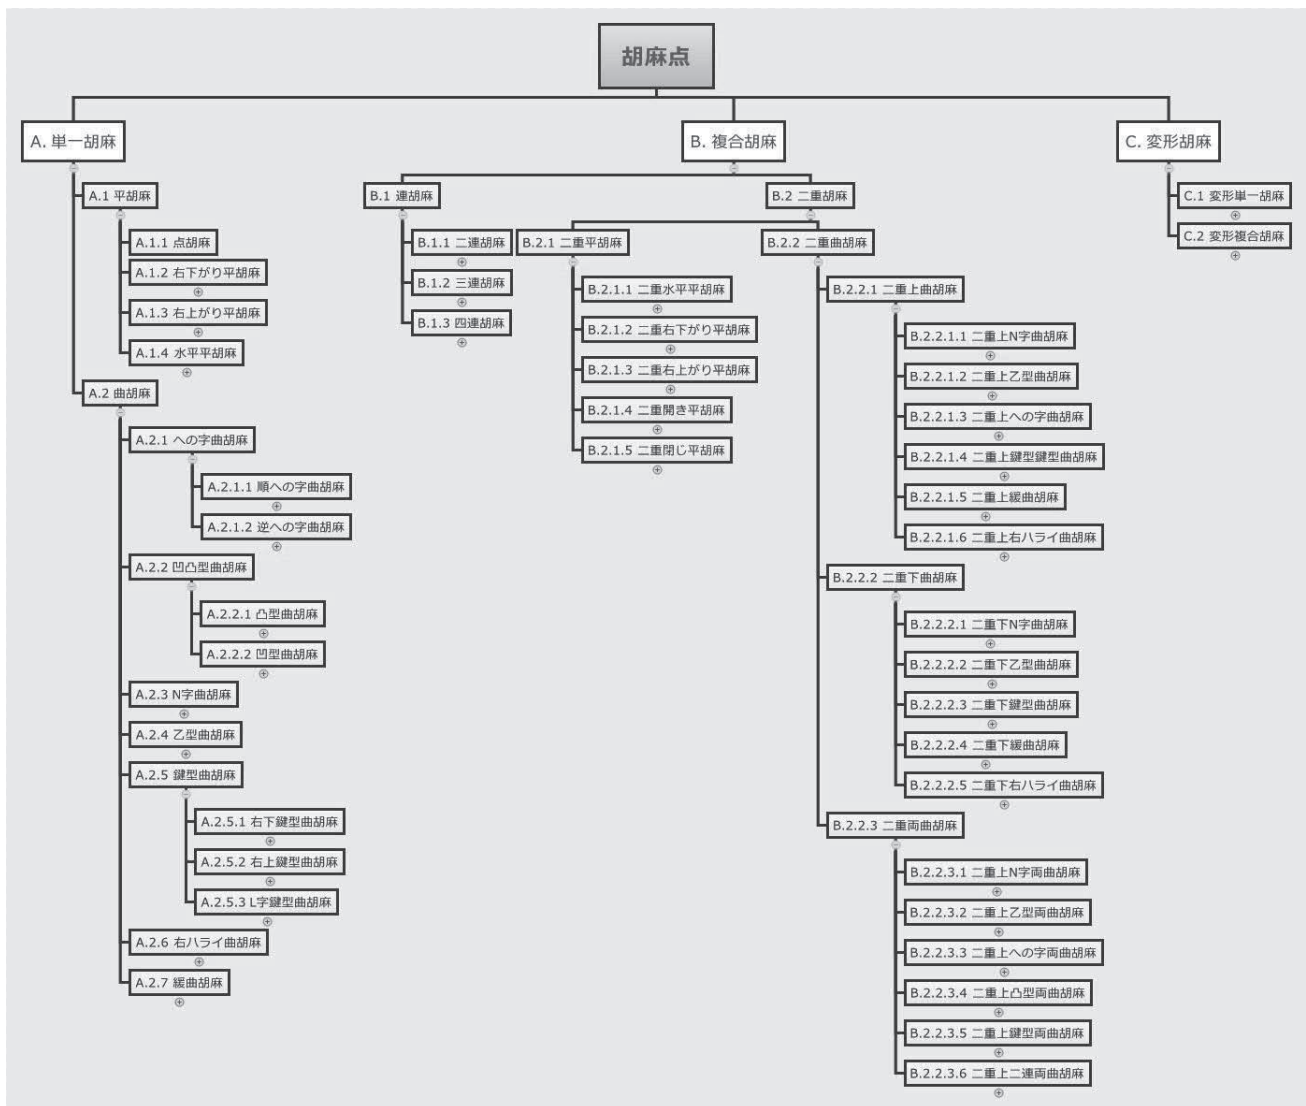 胡麻点
A. 単一胡麻
A.1 平胡麻
A.1.1 点胡麻
A.1.2 右下がり平胡麻
A.1.3 右上がり平胡麻
A.1.4 水平平胡麻
A.2 曲胡麻
A.2.1 への字曲胡麻
A.2.1.1 順への字曲胡麻
A.2.1.2 逆への字曲胡麻
A.2.2 凹凸型曲胡麻
A.2.2.1 凸型曲胡麻
A.2.2.2 凹型曲胡麻
A.2.3 N字曲胡麻
A.2.4 乙型曲胡麻
A.2.5 鍵型曲胡麻
A.2.5.1 右下鍵型曲胡麻
A.2.5.2 右上鍵型曲胡麻
A.2.5.3 L字鍵型曲胡麻
A.2.6 右ハライ曲胡麻
A.2.7 緩曲胡麻
B. 複合胡麻
B.1 連胡麻
B.1.1 二連胡麻
B.1.2 三連胡麻
B.1.3 四連胡麻
B.2 二重胡麻
B.2.1 二重平胡麻
B.2.1.1 二重水平平胡麻
B.2.1.2 二重右下がり平胡麻
B.2.1.3 二重右上がり平胡麻
B.2.1.4 二重開き平胡麻
B.2.1.5 二重閉じ平胡麻
B.2.2 二重曲胡麻
B.2.2.1 二重上曲胡麻
B.2.2.1.1 二重上N字曲胡麻
B.2.2.1.2 二重上乙型曲胡麻
B.2.2.1.3 二重上への字曲胡麻
B.2.2.1.4 二重上鍵型鍵型曲胡麻
B.2.2.1.5 二重上緩曲胡麻
B.2.2.1.6 二重上右ハライ曲胡麻
B.2.2.2 二重下曲胡麻
B.2.2.2.1 二重下N字曲胡麻
B.2.2.2.2 二重下乙型曲胡麻
B.2.2.2.3 二重下鍵型曲胡麻
B.2.2.2.4 二重下緩曲胡麻
B.2.2.2.5 二重下右ハライ曲胡麻
B.2.2.3 二重両曲胡麻
B.2.2.3.1 二重上N字両曲胡麻
B.2.2.3.2 二重上乙型両曲胡麻
B.2.2.3.3 二重上への字両曲胡麻
B.2.2.3.4 二重上凸型両曲胡麻
B.2.2.3.5 二重上鍵型両曲胡麻
B.2.2.3.6 二重上二連両曲胡麻
C. 変形胡麻
C.1 変形単一胡麻
C.2 変形複合胡麻